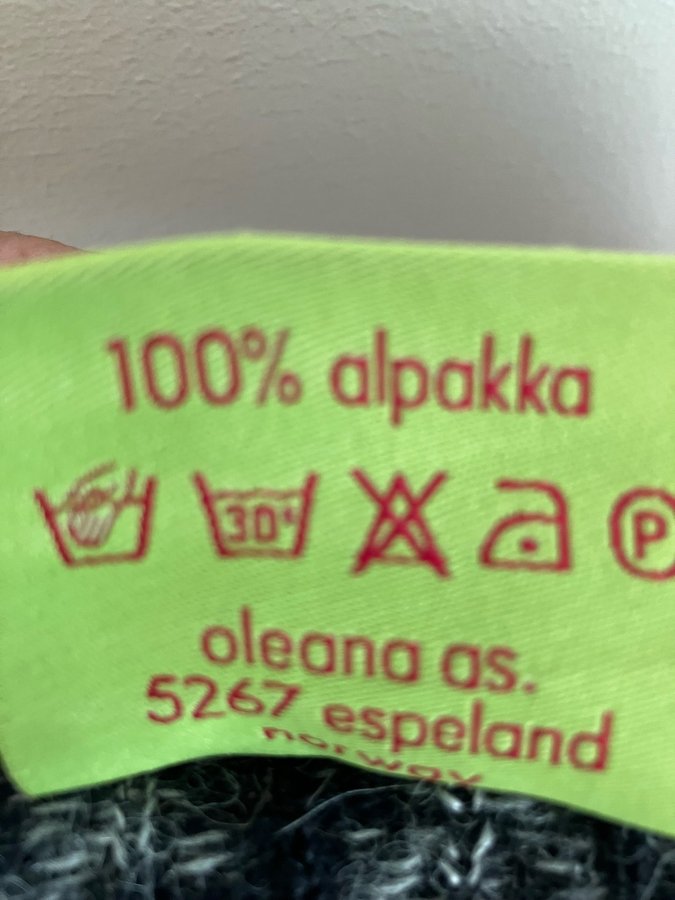 100% alpakka
30°
P
oleana as.
5267 espeland
norway